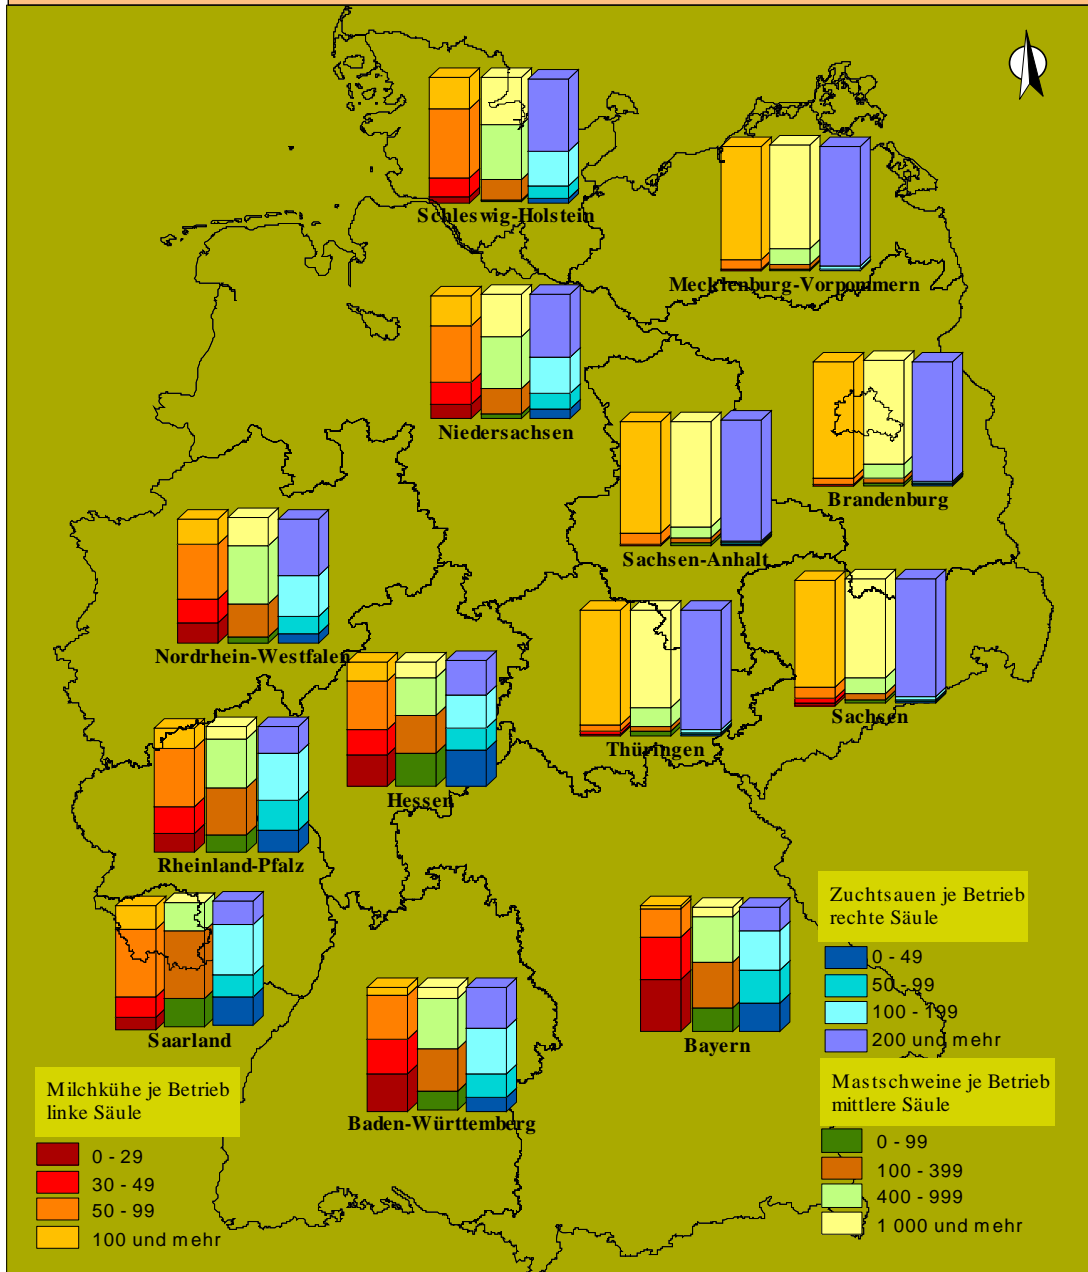 Schleswig-Holstein
Mecklenburg-Vorpommern
Niedersachsen
Brandenburg
Sachsen-Anhalt
Nordrhein-Westfalen
Sachsen
Thüringen
Hessen
Rheinland-Pfalz
Saarland
Bayern
Baden-Württemberg
Zuchtsauen je Betrieb
rechte Säule
0 - 49
50 - 99
100 - 199
200 und mehr
Milchkühe je Betrieb
linke Säule
0 - 29
30 - 49
50 - 99
100 und mehr
Mastschweine je Betrieb
mittlere Säule
0 - 99
100 - 399
400 - 999
1 000 und mehr